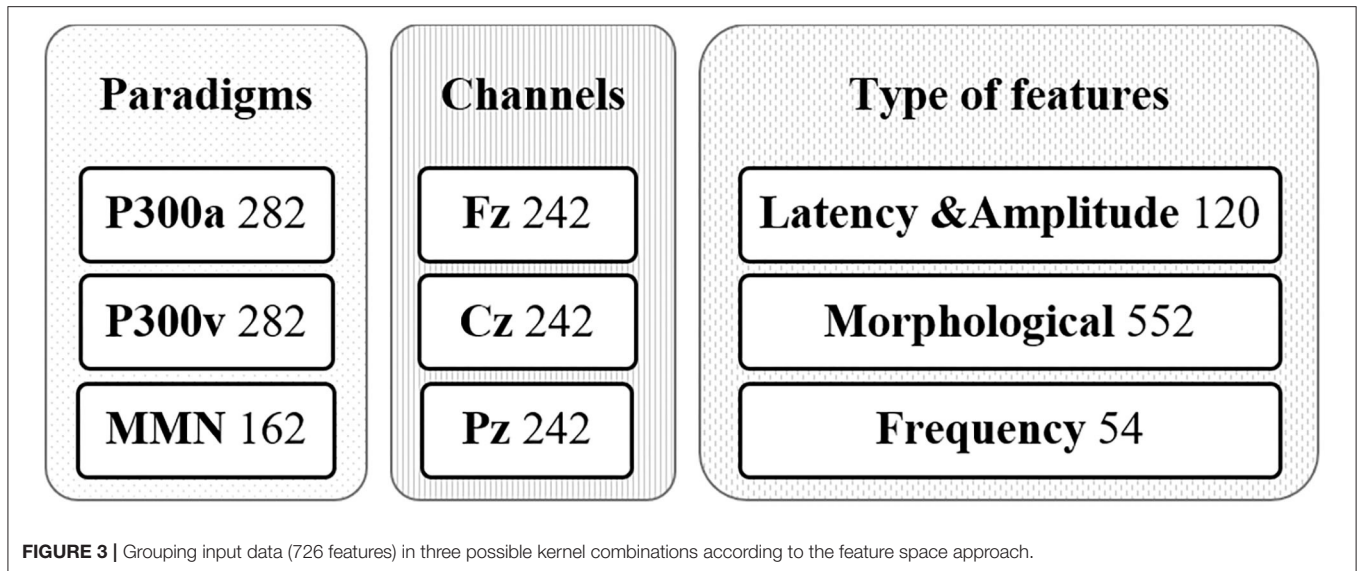 Paradigms
P300a 282
P300v 282
MMN 162
Channels
Fz 242
Cz 242
Pz 242
Type of features
Latency &Amplitude 120
Morphological 552
Frequency 54
FIGURE 3 | Grouping input data (726 features) in three possible kernel combinations according to the feature space approach.